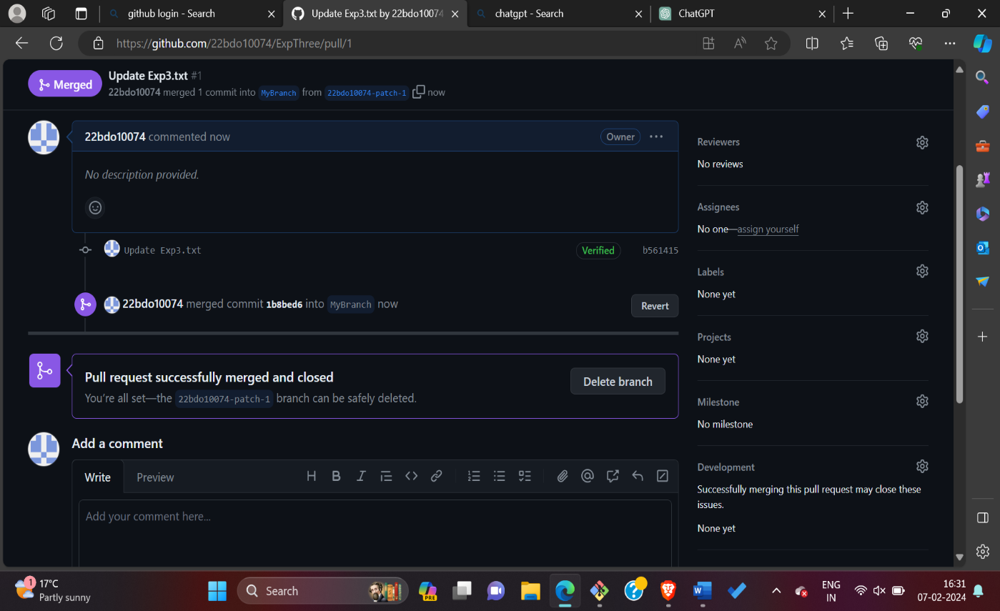 github login - Search
Update Exp3.txt by 22bdo10074
chatgpt - Search
ChatGPT
https://github.com/22bdo10074/ExpThree/pull/1
Merged
Update Exp3.txt #1
22bdo10074 merged 1 commit into MyBranch from 22bdo10074-patch-1 now
22bdo10074 commented now
Owner
No description provided.
Update Exp3.txt
Verified
b561415
22bdo10074 merged commit 1b8bed6 into MyBranch now
Revert
Pull request successfully merged and closed
You're all set—the 22bdo10074-patch-1 branch can be safely deleted.
Delete branch
Add a comment
Write
Preview
Add your comment here...
Reviewers
No reviews
Assignees
No one—assign yourself
Labels
None yet
Projects
None yet
Milestone
No milestone
Development
Successfully merging this pull request may close these
issues.
None yet
1
17°C
Partly sunny
Search
PRE
ENG
IN
16:31
07-02-2024